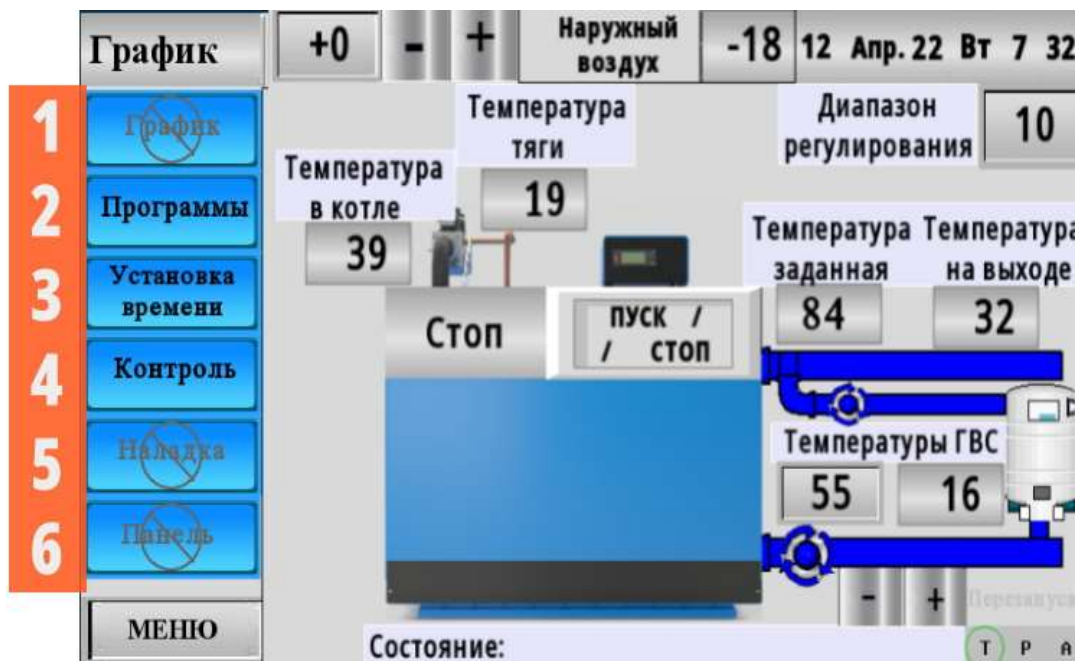 График
+0
-
+
Наружный
воздух
-18
12 Апр. 22 Вт 7 32
1
График
2
Программы
3
Установка
времени
4
Контроль
5
Наладка
6
Панель
МЕНЮ
Температура
тяги
19
Температура
в котле
39
Диапазон
регулирования
10
Температура
заданная
84
Температура
на выходе
32
Стоп
ПУСК /
/ СТОП
Температуры ГВС
55
16
-
+
Перезапуск
Состояние:
Т Р А